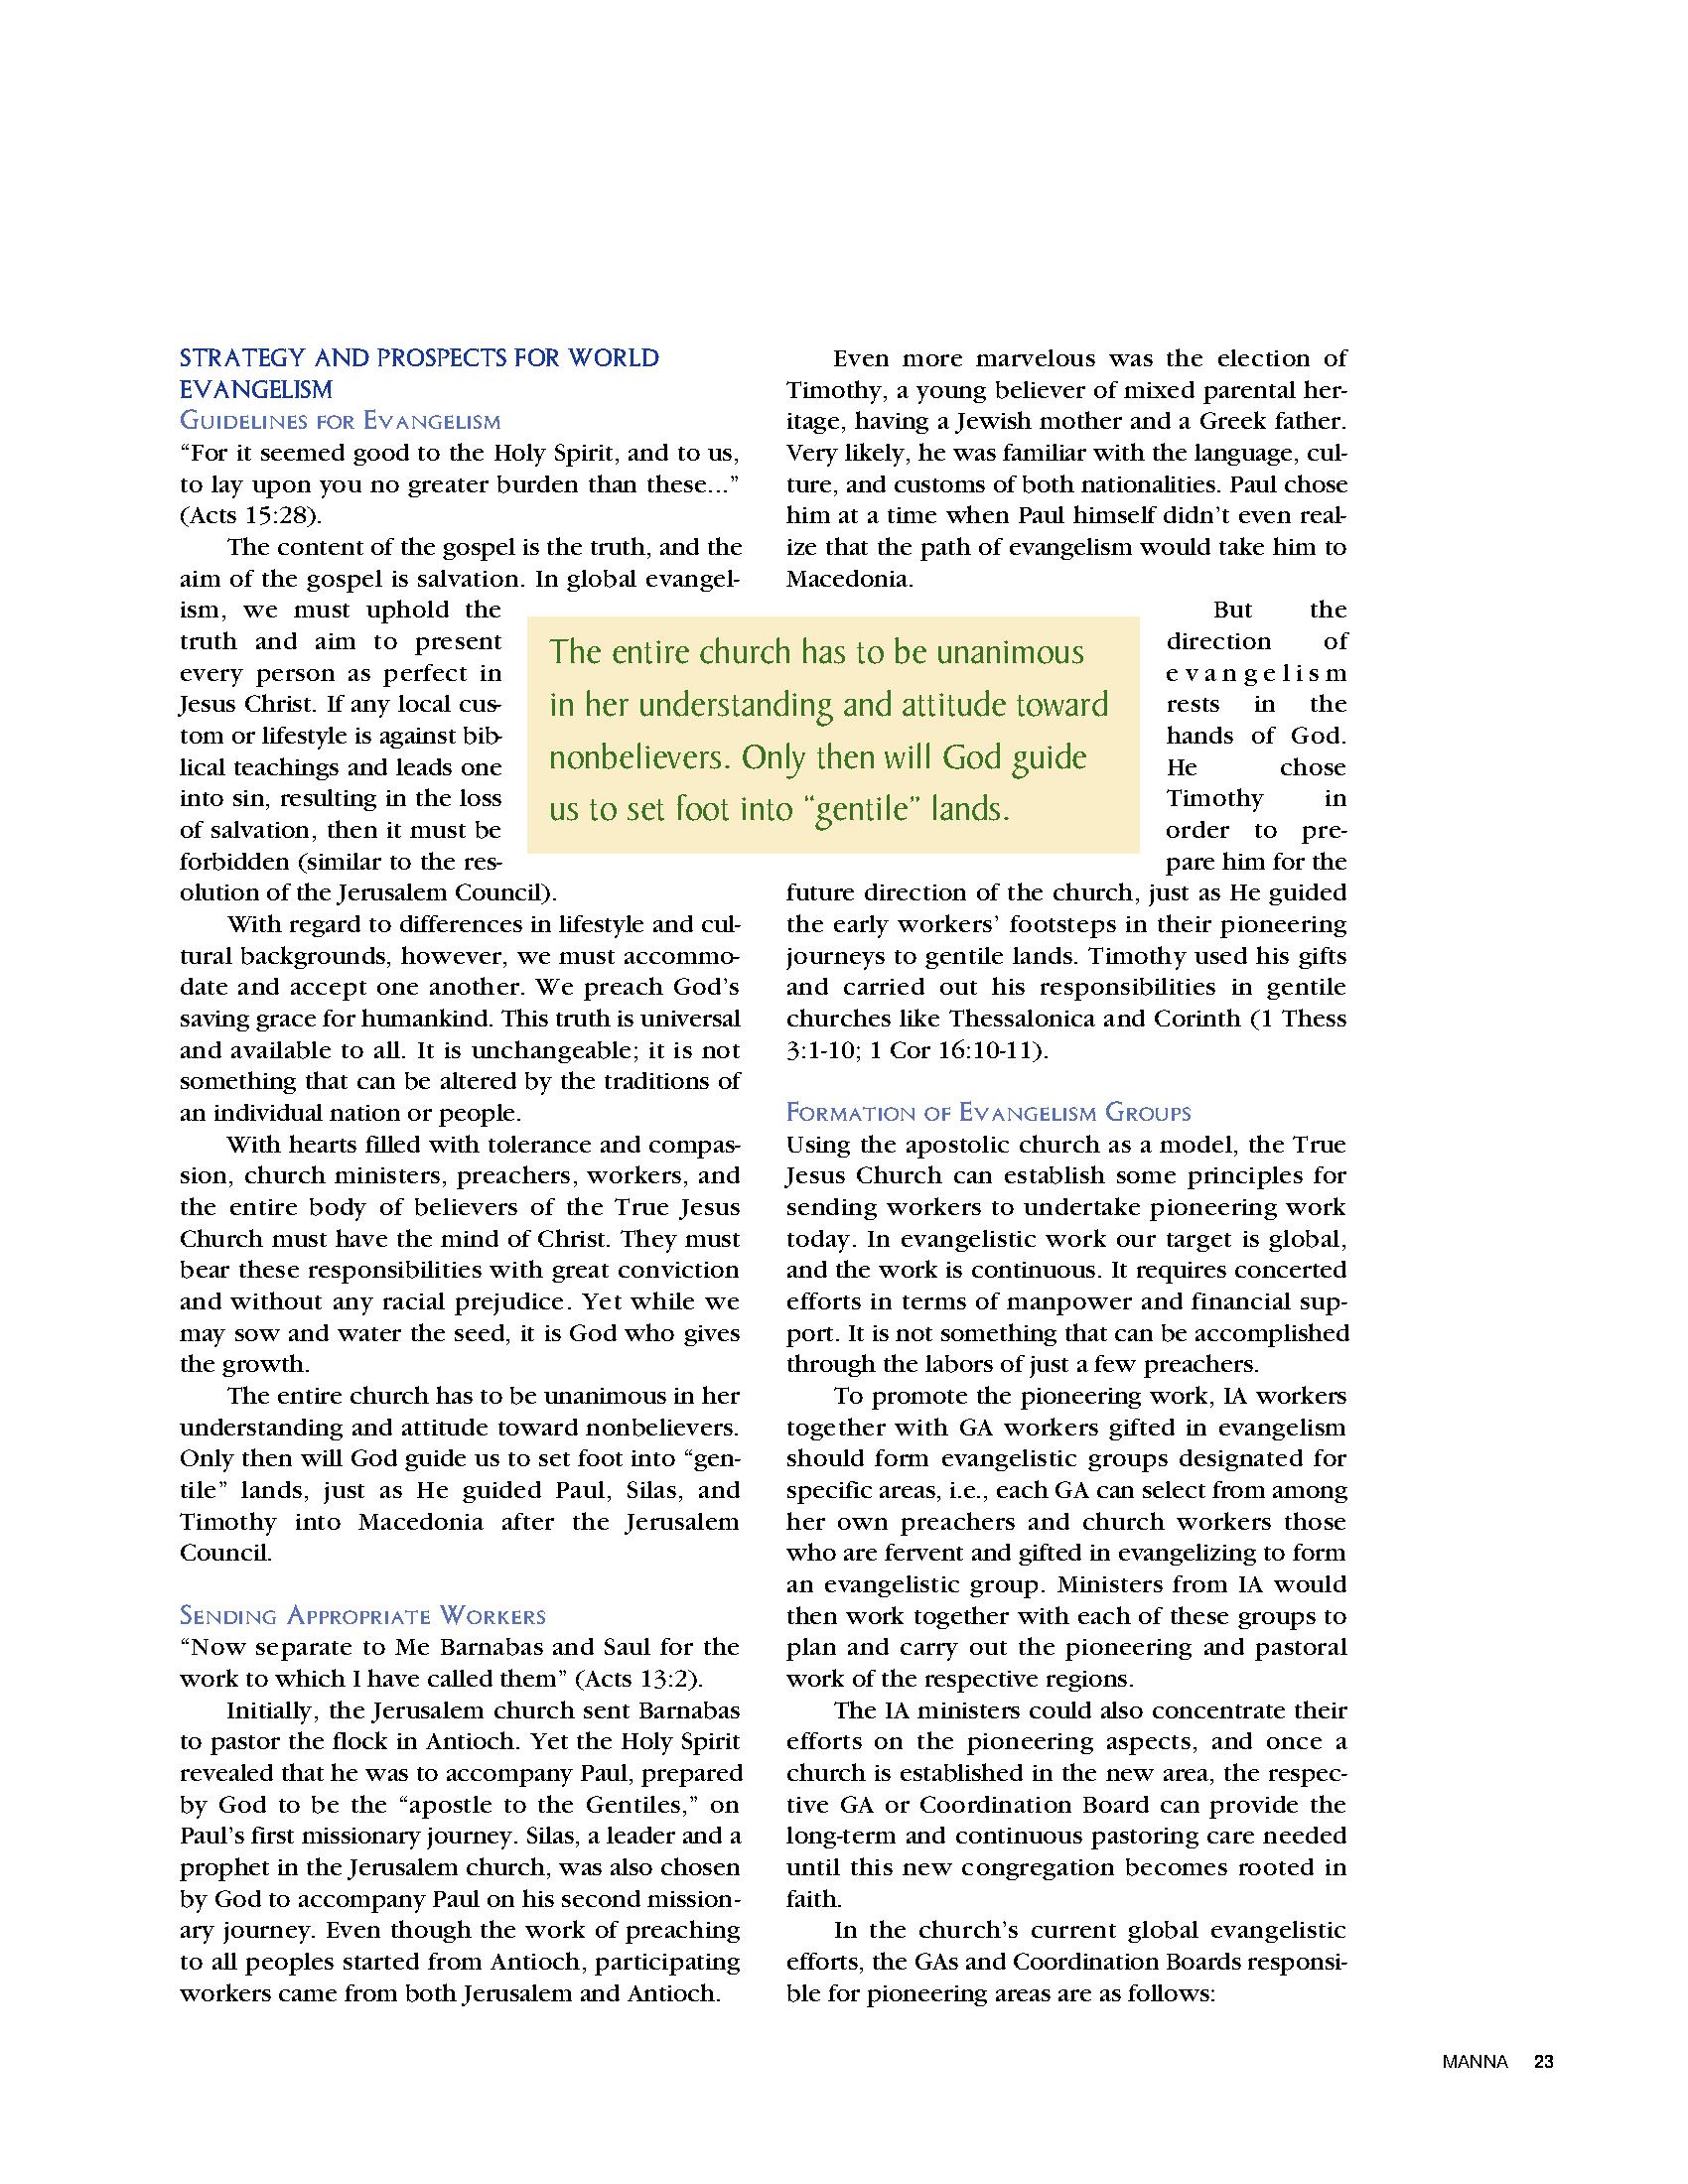 STRATEGY AND PROSPECTS FOR WORLD
EVANGELISM
GUIDELINES FOR EVANGELISM
“For it seemed good to the Holy Spirit, and to us,
to lay upon you no greater burden than these...”
(Acts 15:28).
The content of the gospel is the truth, and the
aim of the gospel is salvation. In global evangel-
ism, we must uphold the
truth and aim to present
every person as perfect in
Jesus Christ. If any local cus-
tom or lifestyle is against bib-
lical teachings and leads one
into sin, resulting in the loss
of salvation, then it must be
forbidden (similar to the res-
olution of the Jerusalem Council).
With regard to differences in lifestyle and cul-
tural backgrounds, however, we must accommo-
date and accept one another. We preach God’s
saving grace for humankind. This truth is universal
and available to all. It is unchangeable; it is not
something that can be altered by the traditions of
an individual nation or people.
With hearts filled with tolerance and compas-
sion, church ministers, preachers, workers, and
the entire body of believers of the True Jesus
Church must have the mind of Christ. They must
bear these responsibilities with great conviction
and without any racial prejudice. Yet while we
may sow and water the seed, it is God who gives
the growth.
The entire church has to be unanimous in her
understanding and attitude toward nonbelievers.
Only then will God guide us to set foot into “gen-
tile” lands, just as He guided Paul, Silas, and
Timothy into Macedonia after the Jerusalem
Council.
SENDING APPROPRIATE WORKERS
“Now separate to Me Barnabas and Saul for the
work to which I have called them” (Acts 13:2).
Initially, the Jerusalem church sent Barnabas
to pastor the flock in Antioch. Yet the Holy Spirit
revealed that he was to accompany Paul, prepared
by God to be the “apostle to the Gentiles,” on
Paul’s first missionary journey. Silas, a leader and a
prophet in the Jerusalem church, was also chosen
by God to accompany Paul on his second mission-
ary journey. Even though the work of preaching
to all peoples started from Antioch, participating
workers came from both Jerusalem and Antioch.
The entire church has to be unanimous
in her understanding and attitude toward
nonbelievers. Only then will God guide
us to set foot into “gentile” lands.
Even more marvelous was the election of
Timothy, a young believer of mixed parental her-
itage, having a Jewish mother and a Greek father.
Very likely, he was familiar with the language, cul-
ture, and customs of both nationalities. Paul chose
him at a time when Paul himself didn’t even real-
ize that the path of evangelism would take him to
Macedonia.
But the
direction of
evangelism
rests in the
hands of God.
He chose
Timothy in
order to pre-
pare him for the
future direction of the church, just as He guided
the early workers’ footsteps in their pioneering
journeys to gentile lands. Timothy used his gifts
and carried out his responsibilities in gentile
churches like Thessalonica and Corinth (1 Thess
3:1-10; 1 Cor 16:10-11).
FORMATION OF EVANGELISM GROUPS
Using the apostolic church as a model, the True
Jesus Church can establish some principles for
sending workers to undertake pioneering work
today. In evangelistic work our target is global,
and the work is continuous. It requires concerted
efforts in terms of manpower and financial sup-
port. It is not something that can be accomplished
through the labors of just a few preachers.
To promote the pioneering work, IA workers
together with GA workers gifted in evangelism
should form evangelistic groups designated for
specific areas, i.e., each GA can select from among
her own preachers and church workers those
who are fervent and gifted in evangelizing to form
an evangelistic group. Ministers from IA would
then work together with each of these groups to
plan and carry out the pioneering and pastoral
work of the respective regions.
The IA ministers could also concentrate their
efforts on the pioneering aspects, and once a
church is established in the new area, the respec-
tive GA or Coordination Board can provide the
long-term and continuous pastoring care needed
until this new congregation becomes rooted in
faith.
In the church’s current global evangelistic
efforts, the GAs and Coordination Boards responsi-
ble for pioneering areas are as follows:
MANNA 23